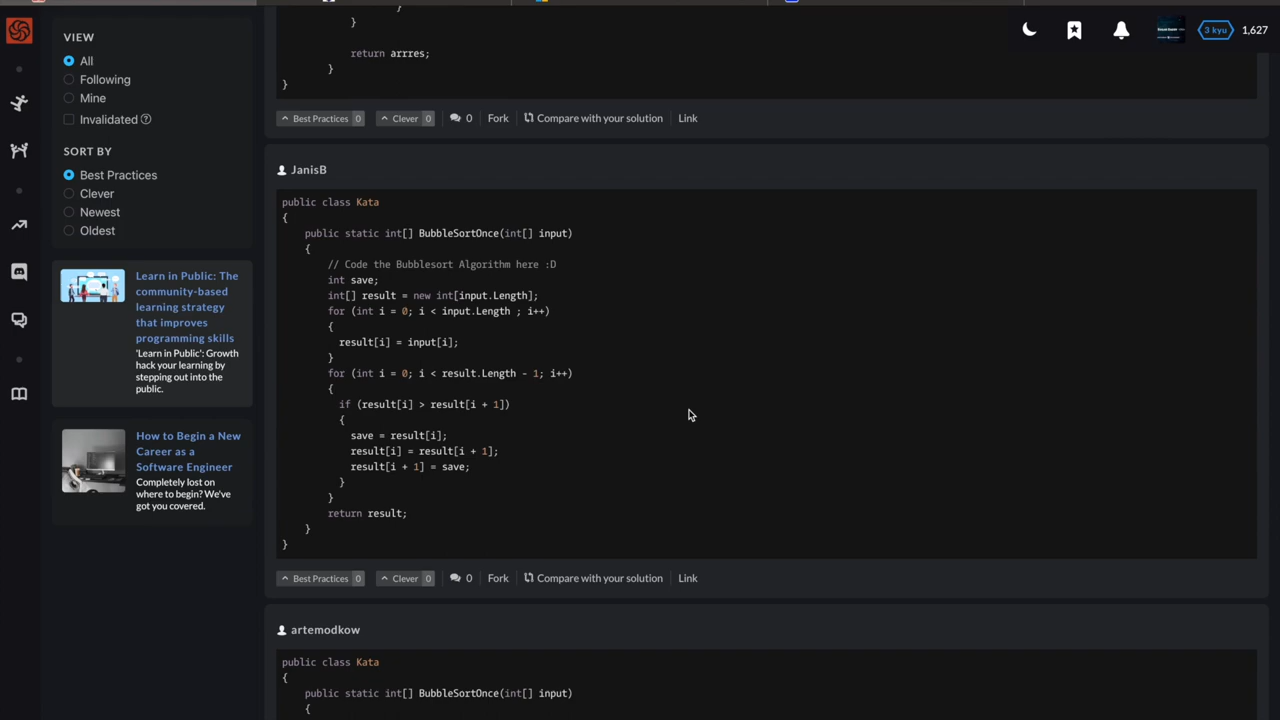 VIEW
All
Following
Mine
Invalidated
SORT BY
Best Practices
Clever
Newest
Oldest
Learn in Public: The
community-based
learning strategy
that improves
programming skills
'Learn in Public': Growth
hack your learning by
stepping out into the
public.
How to Begin a New
Career as a
Software Engineer
Completely lost on
where to begin? We've
got you covered.
3 kyu 1,627
}
}
return arrres;
}
}
Best Practices 0 Clever 0 0 Fork Compare with your solution Link
JanisB
public class Kata
{
public static int[] BubbleSortOnce(int[] input)
{
// Code the Bubblesort Algorithm here :D
int save;
int[] result = new int[input.Length];
for (int i = 0; i < input.Length ; i++)
{
result[i] = input[i];
}
for (int i = 0; i < result.Length - 1; i++)
{
if (result[i] > result[i + 1])
{
save = result[i];
result[i] = result[i + 1];
result[i + 1] = save;
}
}
return result;
}
}
Best Practices 0 Clever 0 0 Fork Compare with your solution Link
artemodkow
public class Kata
{
public static int[] BubbleSortOnce(int[] input)
{